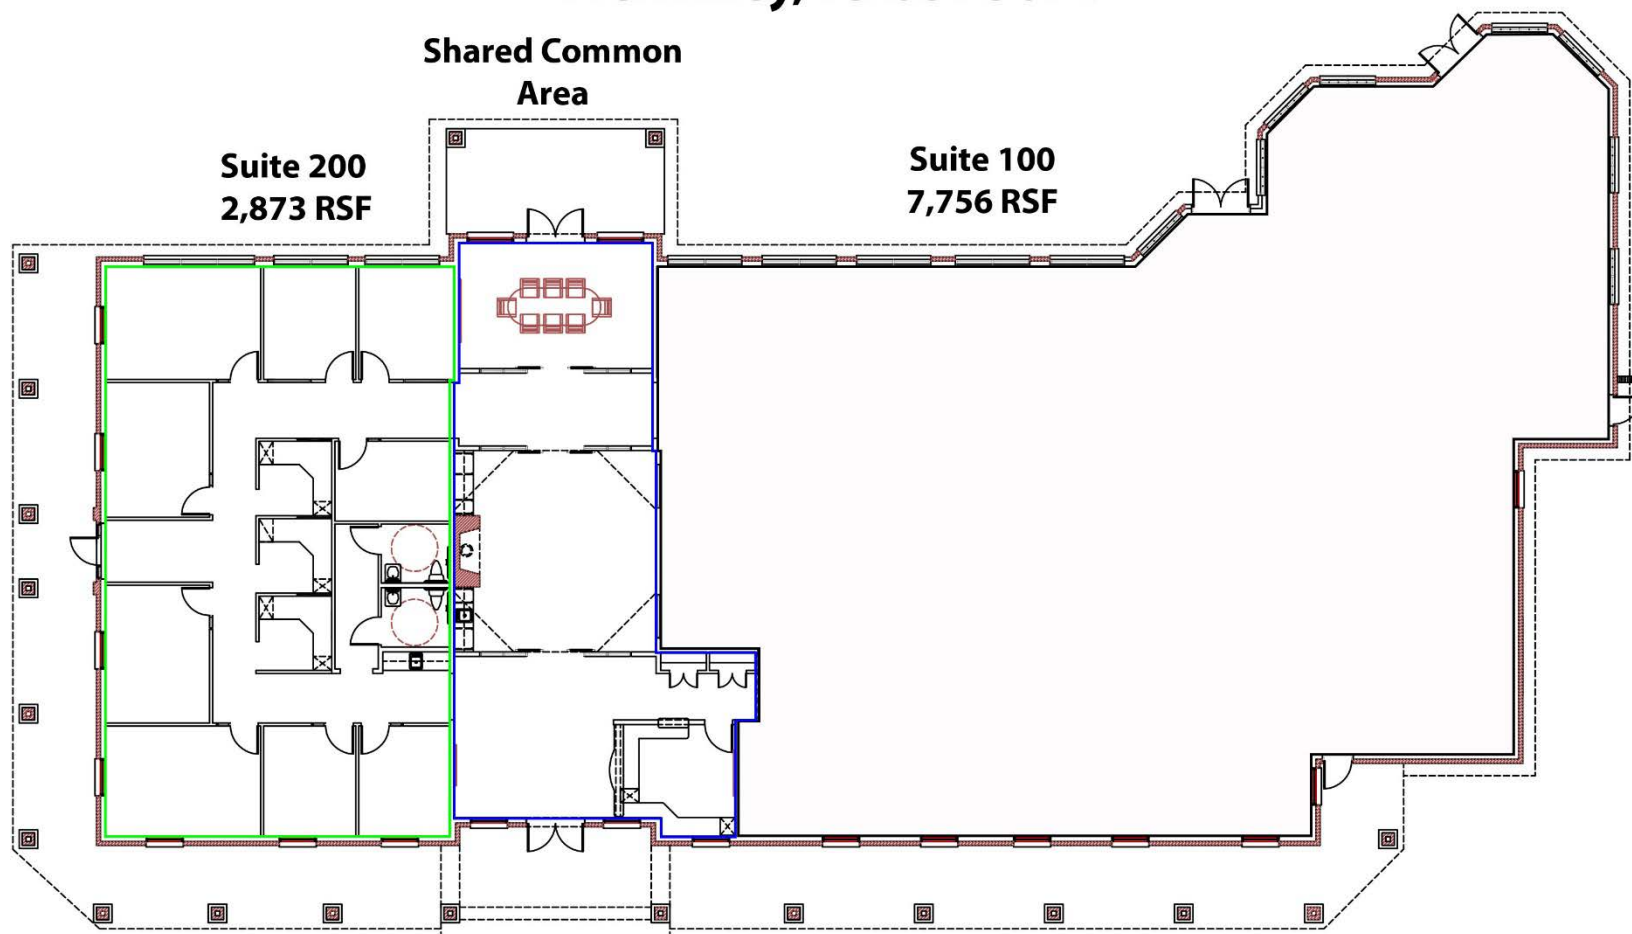 Shared Common
Area
Suite 200
2,873 RSF
Suite 100
7,756 RSF